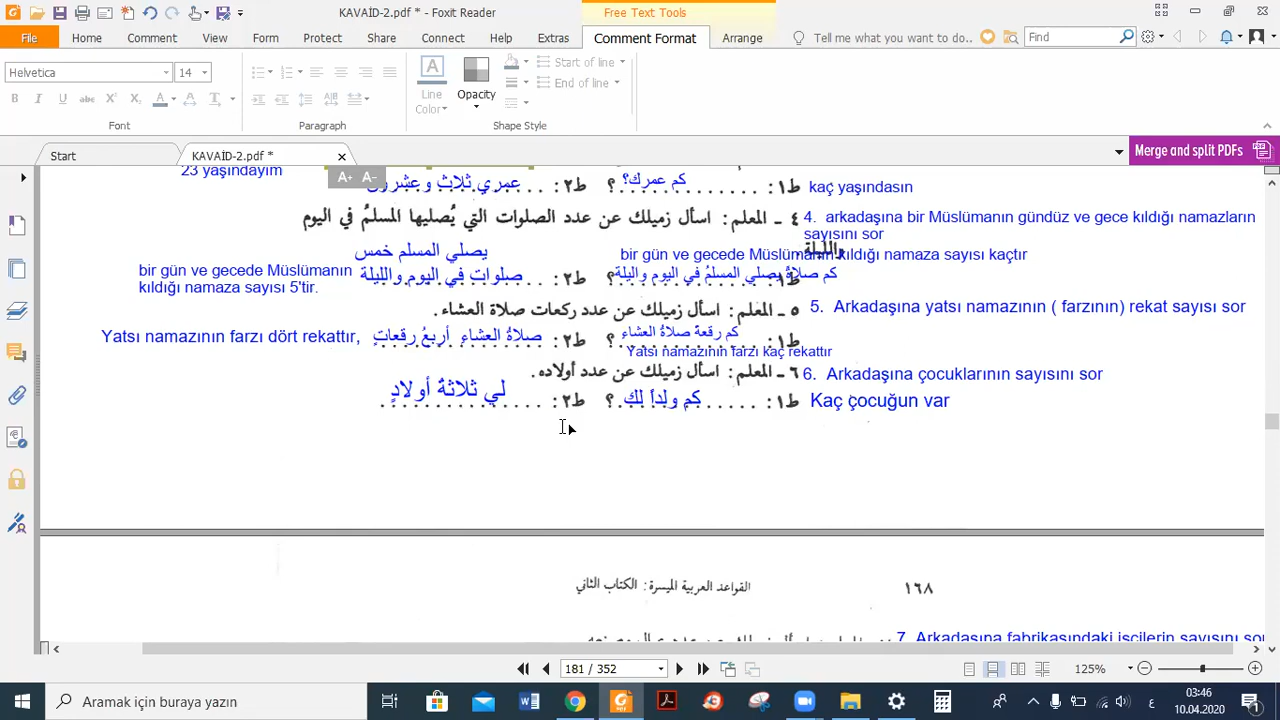 KAVAİD-2.pdf * - Foxit Reader
Free Text Tools
File Home Comment View Form Protect Share Connect Help Extras Comment Format Arrange Tell me what you want to do.. Find
Helvetica 14
Start of line
End of line
Line Color
Opacity
Font Paragraph Shape Style
Start KAVAİD-2.pdf * Merge and split PDFs
A+ A-
23 yaşındayım
ط١: كم عمرك؟ ؟ ط٢: عمري ثلاث وعشرون
kaç yaşındasın
٤ ـ المعلم: اسأل زميلك عن عدد الصلوات التي يُصليها المسلمُ في اليوم
والليلة
4. arkadaşına bir Müslümanın gündüz ve gece kıldığı namazların
sayısını sor
bir gün ve gecede Müslümanın kıldığı namaza sayısı kaçtır
ط١: كم صلاةً يصلي المسلمُ في اليوم واليلة ؟ ط٢: يصلي المسلم خمس
صلوات في اليوم والليلة
bir gün ve gecede Müslümanın
kıldığı namaza sayısı 5'tir.
٥ ـ المعلم: اسأل زميلك عن عدد ركعات صلاة العشاء.
5. Arkadaşına yatsı namazının ( farzının) rekat sayısı sor
ط١: كم رقعةً صلاةُ العشاءِ ؟ ط٢: صلاةُ العشاءِ أربعُ رقعاتٍ
Yatsı namazının farzı kaç rekattır
Yatsı namazının farzı dört rekattır,
٦ ـ المعلم: اسأل زميلك عن عدد أولاده.
6. Arkadaşına çocuklarının sayısını sor
ط١: كم ولداً لك ؟ ط٢: لي ثلاثةُ أولادٍ
Kaç çocuğun var
١٦٨ القواعد العربية الميسرة: الكتاب الثاني
7. Arkadaşına fabrikasındaki işçilerin sayısını sor
181 / 352
125%
Aramak için buraya yazın
ع
03:46
10.04.2020